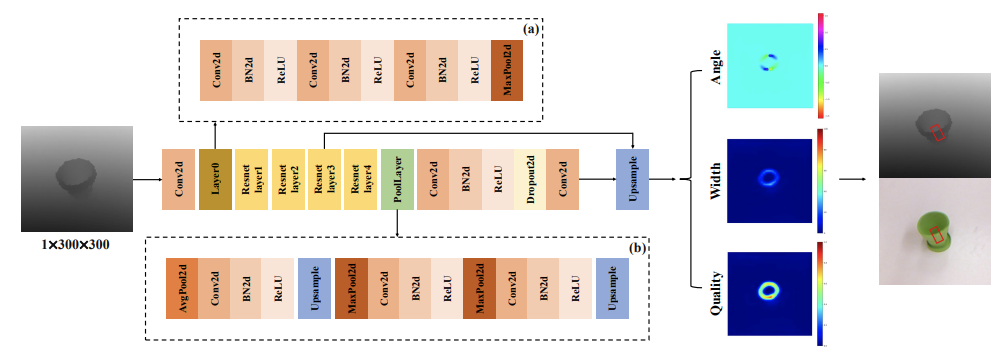 (a)
Conv2d
BN2d
ReLU
Conv2d
BN2d
ReLU
Conv2d
BN2d
ReLU
MaxPool2d
1×300×300
Conv2d
Layer0
Resnet
layer1
Resnet
layer2
Resnet
layer3
Resnet
layer4
PoolLayer
Conv2d
BN2d
ReLU
Dropout2d
Conv2d
Upsample
(b)
AvgPool2d
Conv2d
BN2d
ReLU
Upsample
MaxPool2d
Conv2d
BN2d
ReLU
MaxPool2d
Conv2d
BN2d
ReLU
Upsample
Angle
Width
Quality